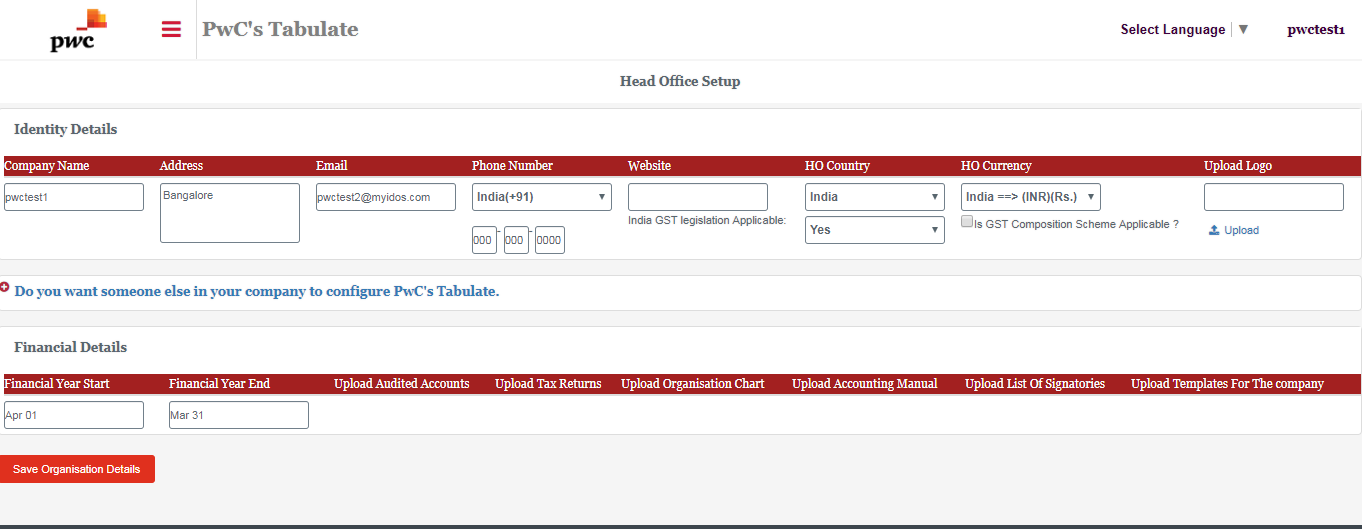 pwc
PwC's Tabulate
Select Language ▼
pwctest1
Head Office Setup
Identity Details
Company Name Address Email Phone Number Website HO Country HO Currency Upload Logo
pwctest1 Bangalore pwctest2@myidos.com India(+91) India India ==> (INR)(Rs.)
India GST legislation Applicable: Yes Is GST Composition Scheme Applicable ? Upload
000 - 000 - 0000
Do you want someone else in your company to configure PwC's Tabulate.
Financial Details
Financial Year Start Financial Year End Upload Audited Accounts Upload Tax Returns Upload Organisation Chart Upload Accounting Manual Upload List Of Signatories Upload Templates For The company
Apr 01 Mar 31
Save Organisation Details